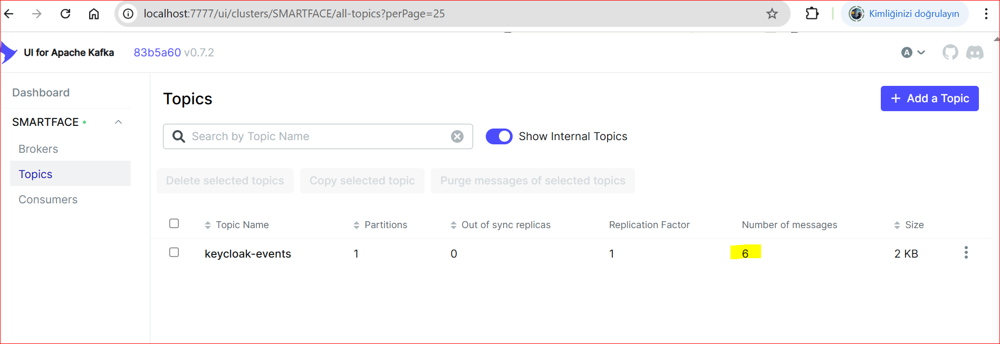 localhost:7777/ui/clusters/SMARTFACE/all-topics?perPage=25
Kimliğinizi doğrulayın
UI for Apache Kafka 83b5a60 v0.7.2
A
Dashboard
SMARTFACE
Brokers
Topics
Consumers
Topics
Add a Topic
Search by Topic Name
Show Internal Topics
Delete selected topics Copy selected topic Purge messages of selected topics
Topic Name Partitions Out of sync replicas Replication Factor Number of messages Size
keycloak-events 1 0 1 6 2 KB